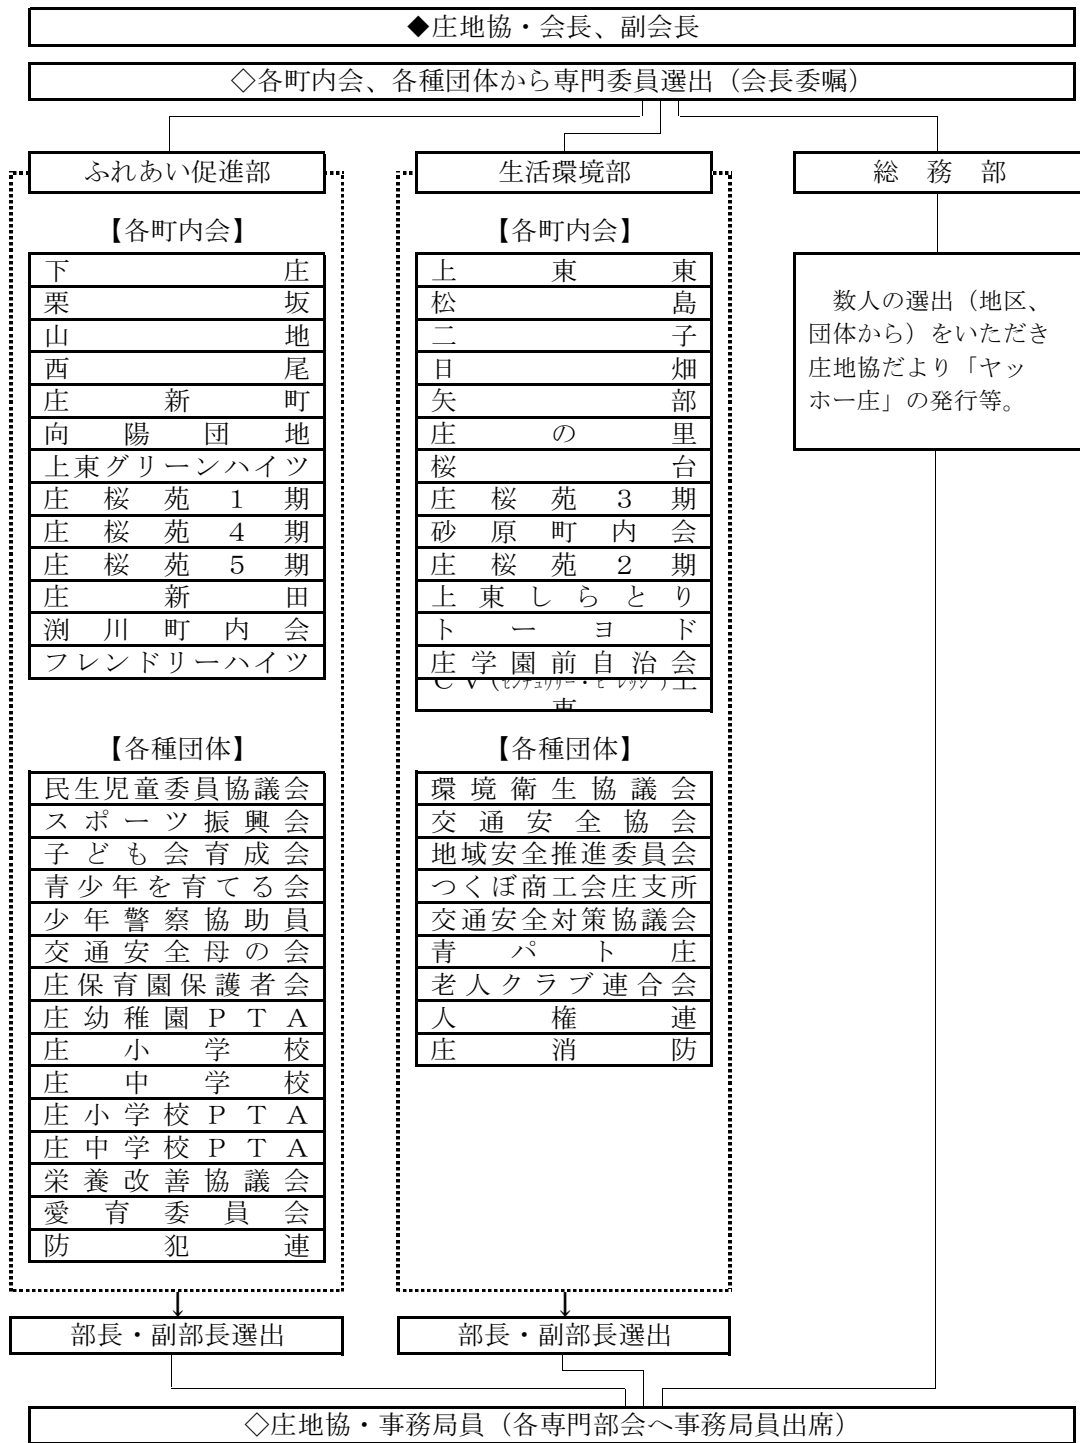 ◆庄地協・会長、副会長
◇各町内会、各種団体から専門委員選出（会長委嘱）
ふれあい促進部
【各町内会】
下庄
栗坂
山地
西尾
庄新町
向陽団地
上東グリーンハイツ
庄桜苑１期
庄桜苑４期
庄桜苑５期
庄新田
渕川町内会
フレンドリーハイツ
【各種団体】
民生児童委員協議会
スポーツ振興会
子ども会育成会
青少年を育てる会
少年警察協助員
交通安全母の会
庄保育園保護者会
庄幼稚園ＰＴＡ
庄小学校
庄中学校
庄小学校ＰＴＡ
庄中学校ＰＴＡ
栄養改善協議会
愛育委員会
防犯連
部長・副部長選出
生活環境部
【各町内会】
上東東
松島
二子
日畑
矢部
庄の里
桜台
庄桜苑３期
砂原町内会
庄桜苑２期
上東しらとり
トーヨド
庄学園前自治会
ＣＶ(センチュリー・ビレッジ)上
東
【各種団体】
環境衛生協議会
交通安全協会
地域安全推進委員会
つくぼ商工会庄支所
交通安全対策協議会
青パト庄
老人クラブ連合会
人権連
庄消防
部長・副部長選出
総務部
数人の選出（地区、
団体から）をいただき
庄地協だより「ヤッ
ホー庄」の発行等。
◇庄地協・事務局員（各専門部会へ事務局員出席）